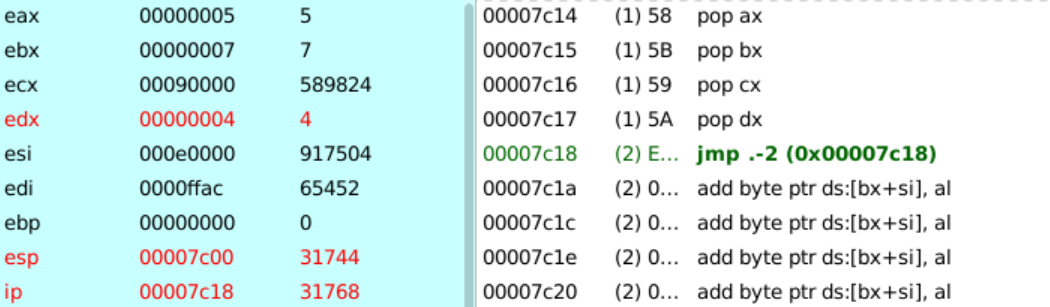 eax 00000005 5 00007c14 (1) 58 pop ax
ebx 00000007 7 00007c15 (1) 5B pop bx
ecx 00090000 589824 00007c16 (1) 59 pop cx
edx 00000004 4 00007c17 (1) 5A pop dx
esi 000e0000 917504 00007c18 (2) E... jmp .-2 (0x00007c18)
edi 0000ffac 65452 00007c1a (2) 0... add byte ptr ds:[bx+si], al
ebp 00000000 0 00007c1c (2) 0... add byte ptr ds:[bx+si], al
esp 00007c00 31744 00007c1e (2) 0... add byte ptr ds:[bx+si], al
ip 00007c18 31768 00007c20 (2) 0... add byte ptr ds:[bx+si], al